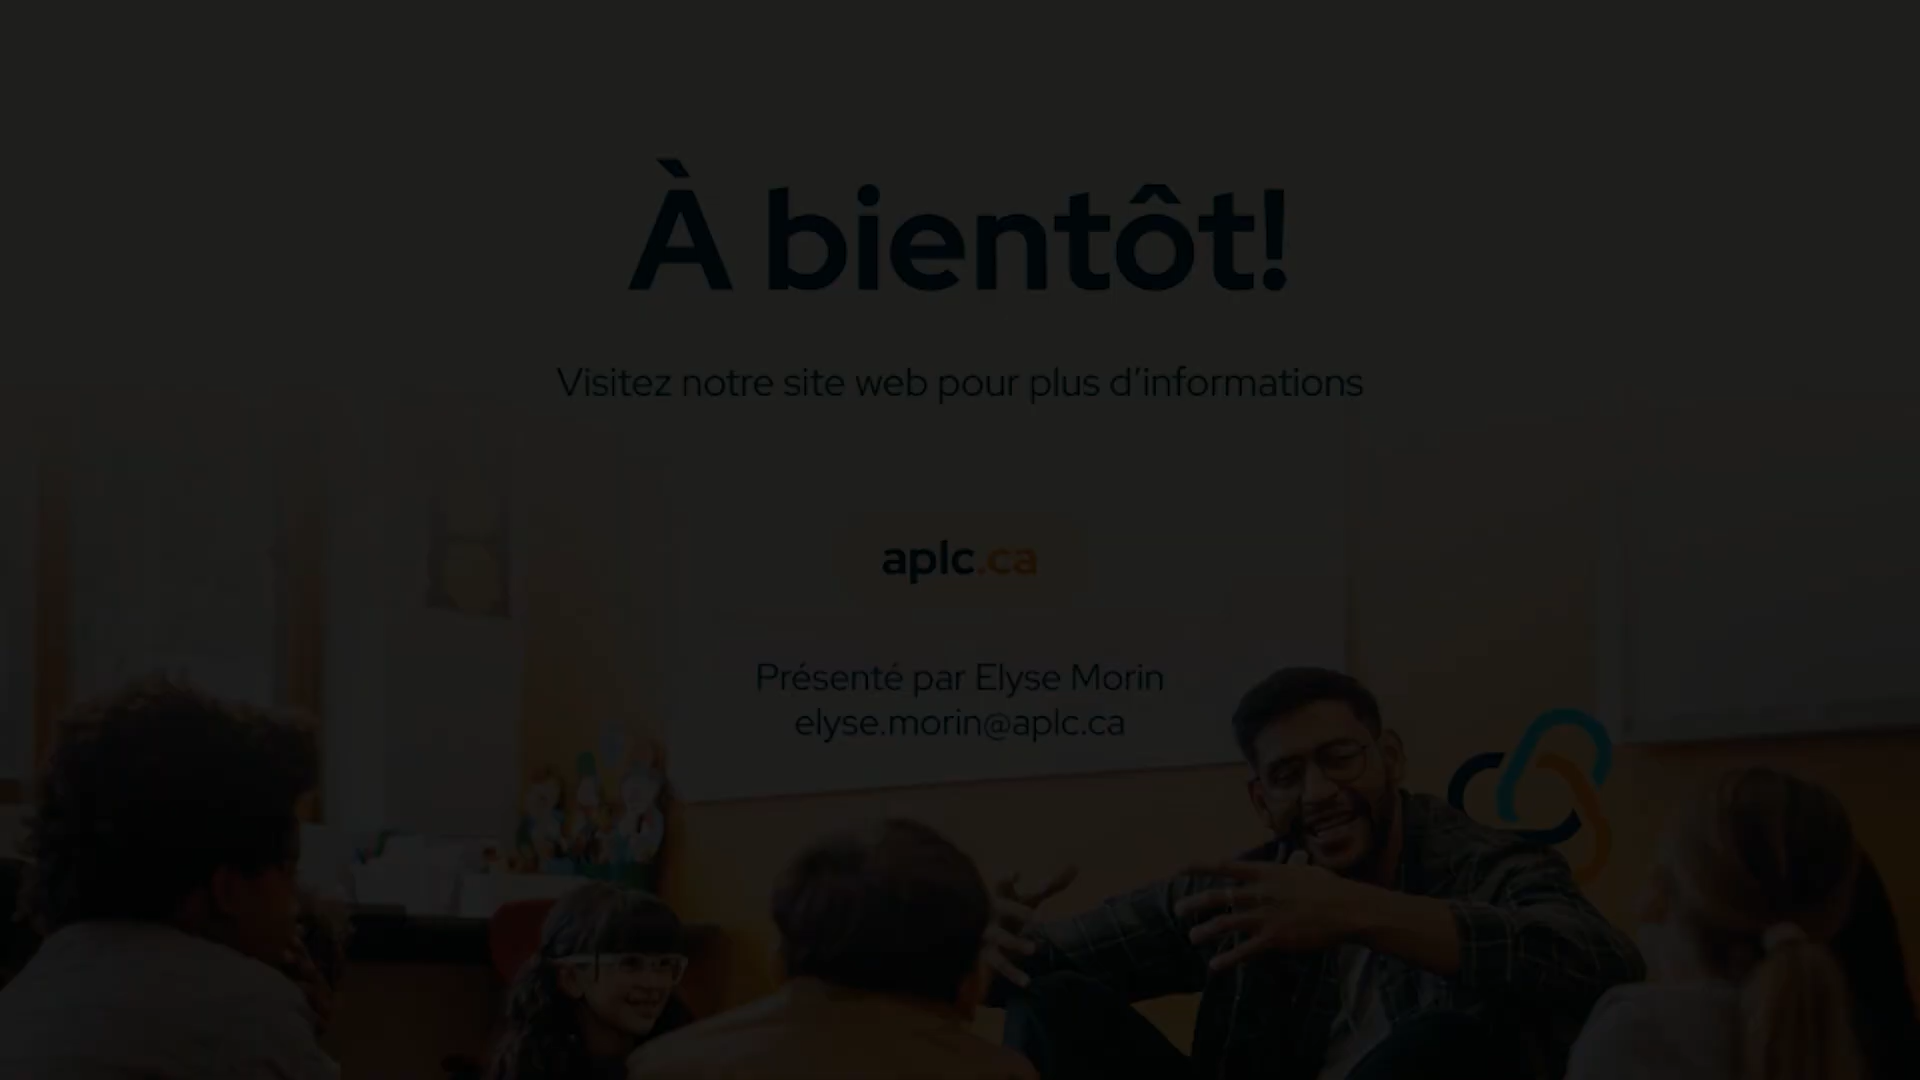 À bientôt!
Visitez notre site web pour plus d’informations
aplc.ca
Présenté par Elyse Morin
elyse.morin@aplc.ca